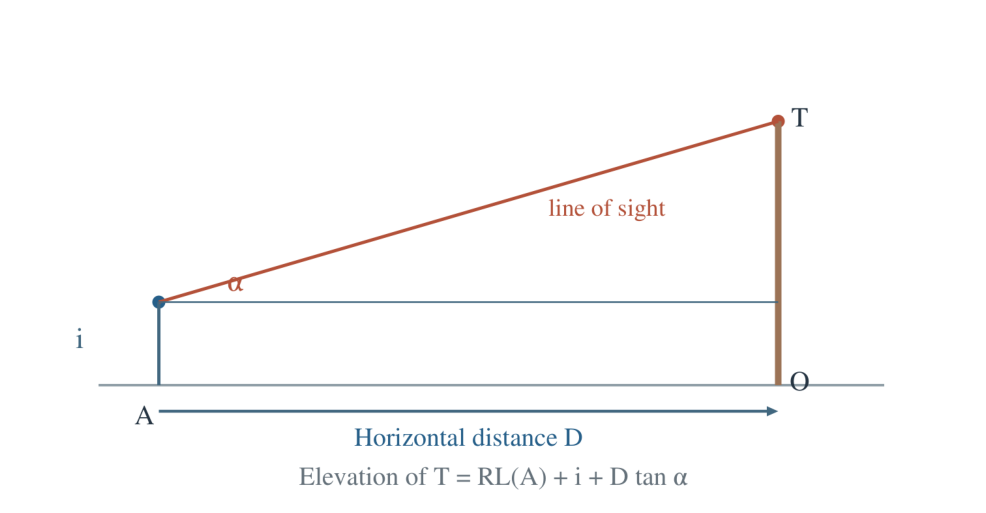 T
line of sight
α
i
O
A
Horizontal distance D
Elevation of T = RL(A) + i + D tan α